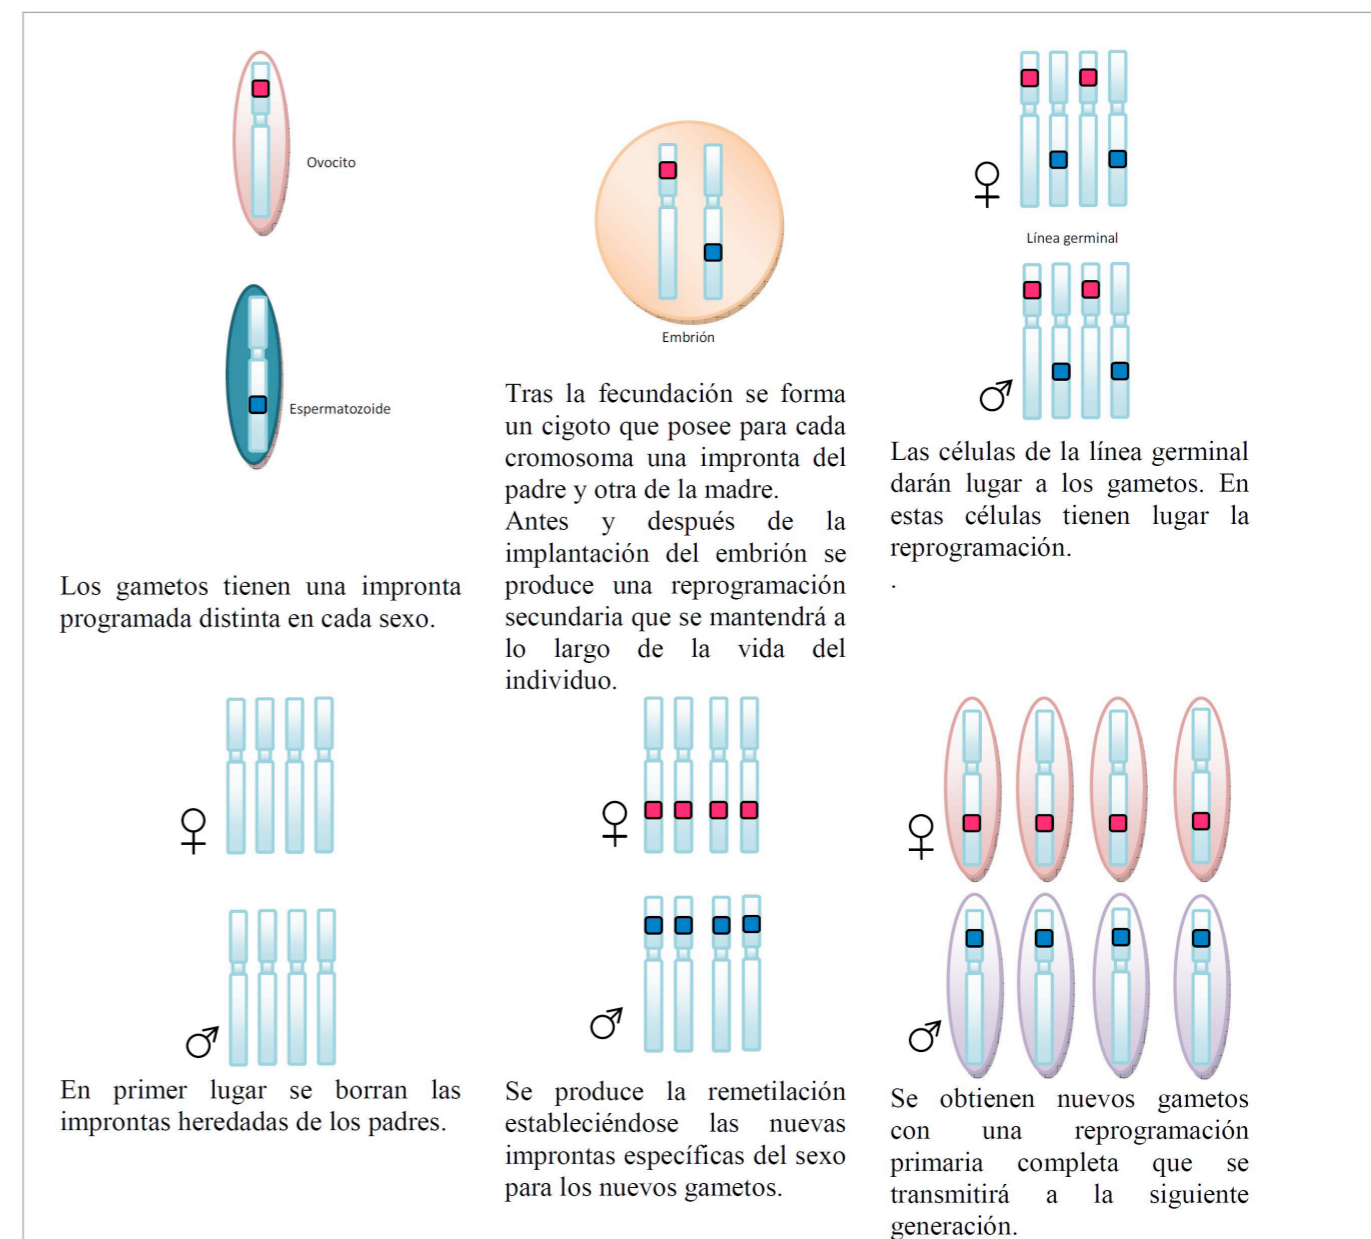 Ovocito
Espermatozoide
Los gametos tienen una impronta
programada distinta en cada sexo.
Embrión
Tras la fecundación se forma
un cigoto que posee para cada
cromosoma una impronta del
padre y otra de la madre.
Antes y después de la
implantación del embrión se
produce una reprogramación
secundaria que se mantendrá a
lo largo de la vida del
individuo.
♀
Línea germinal
♂
Las células de la línea germinal
darán lugar a los gametos. En
estas células tienen lugar la
reprogramación.
.
♀
♂
En primer lugar se borran las
improntas heredadas de los padres.
♀
♂
Se produce la remetilación
estableciéndose las nuevas
improntas específicas del sexo
para los nuevos gametos.
♀
♂
Se obtienen nuevos gametos
con una reprogramación
primaria completa que se
transmitirá a la siguiente
generación.